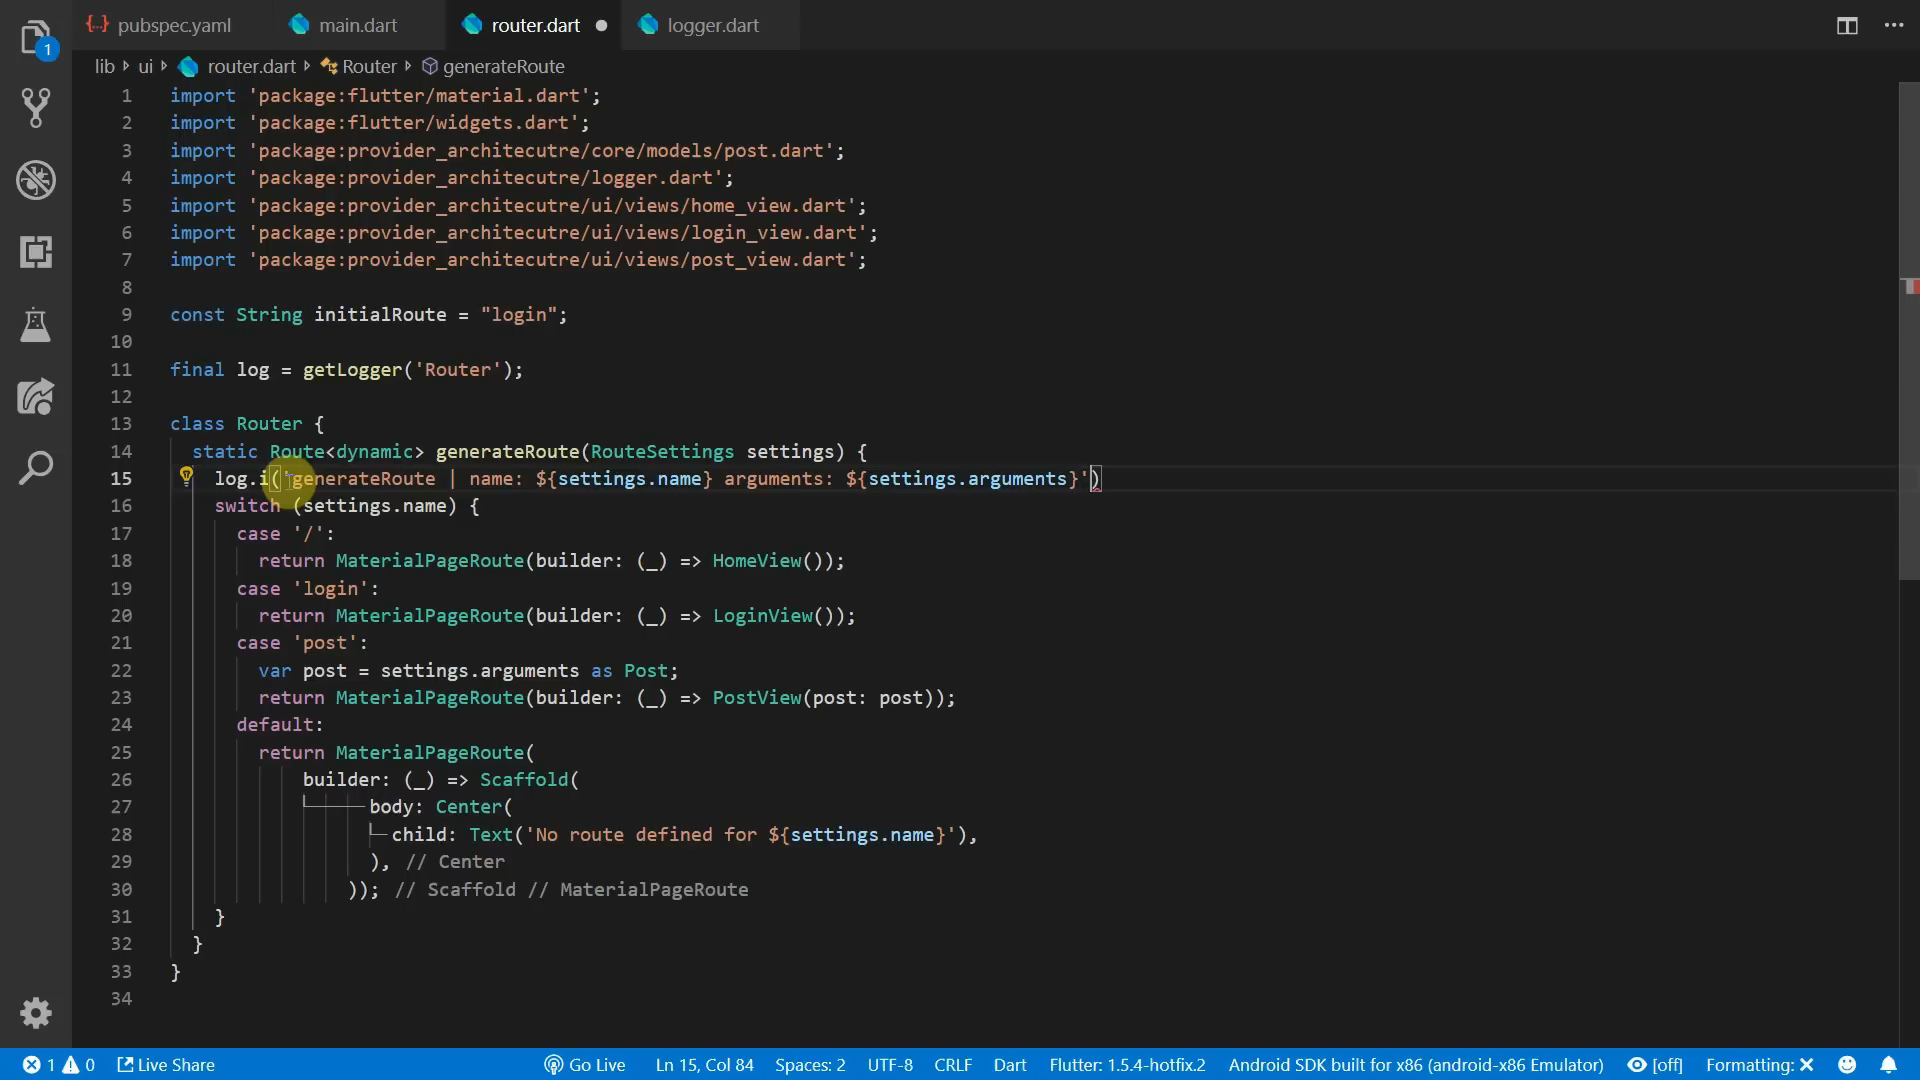 pubspec.yaml main.dart router.dart logger.dart
1
lib ui router.dart Router generateRoute
1 import 'package:flutter/material.dart';
2 import 'package:flutter/widgets.dart';
3 import 'package:provider_architecutre/core/models/post.dart';
4 import 'package:provider_architecutre/logger.dart';
5 import 'package:provider_architecutre/ui/views/home_view.dart';
6 import 'package:provider_architecutre/ui/views/login_view.dart';
7 import 'package:provider_architecutre/ui/views/post_view.dart';
8
9 const String initialRoute = "login";
10
11 final log = getLogger('Router');
12
13 class Router {
14 static Route<dynamic> generateRoute(RouteSettings settings) {
15 log.i('generateRoute | name: ${settings.name} arguments: ${settings.arguments}')
16 switch (settings.name) {
17 case '/':
18 return MaterialPageRoute(builder: (_) => HomeView());
19 case 'login':
20 return MaterialPageRoute(builder: (_) => LoginView());
21 case 'post':
22 var post = settings.arguments as Post;
23 return MaterialPageRoute(builder: (_) => PostView(post: post));
24 default:
25 return MaterialPageRoute(
26 builder: (_) => Scaffold(
27 body: Center(
28 child: Text('No route defined for ${settings.name}'),
29 ), // Center
30 )); // Scaffold // MaterialPageRoute
31 }
32 }
33 }
34
1 0 Live Share Go Live Ln 15, Col 84 Spaces: 2 UTF-8 CRLF Dart Flutter: 1.5.4-hotfix.2 Android SDK built for x86 (android-x86 Emulator) [off] Formatting: ✕